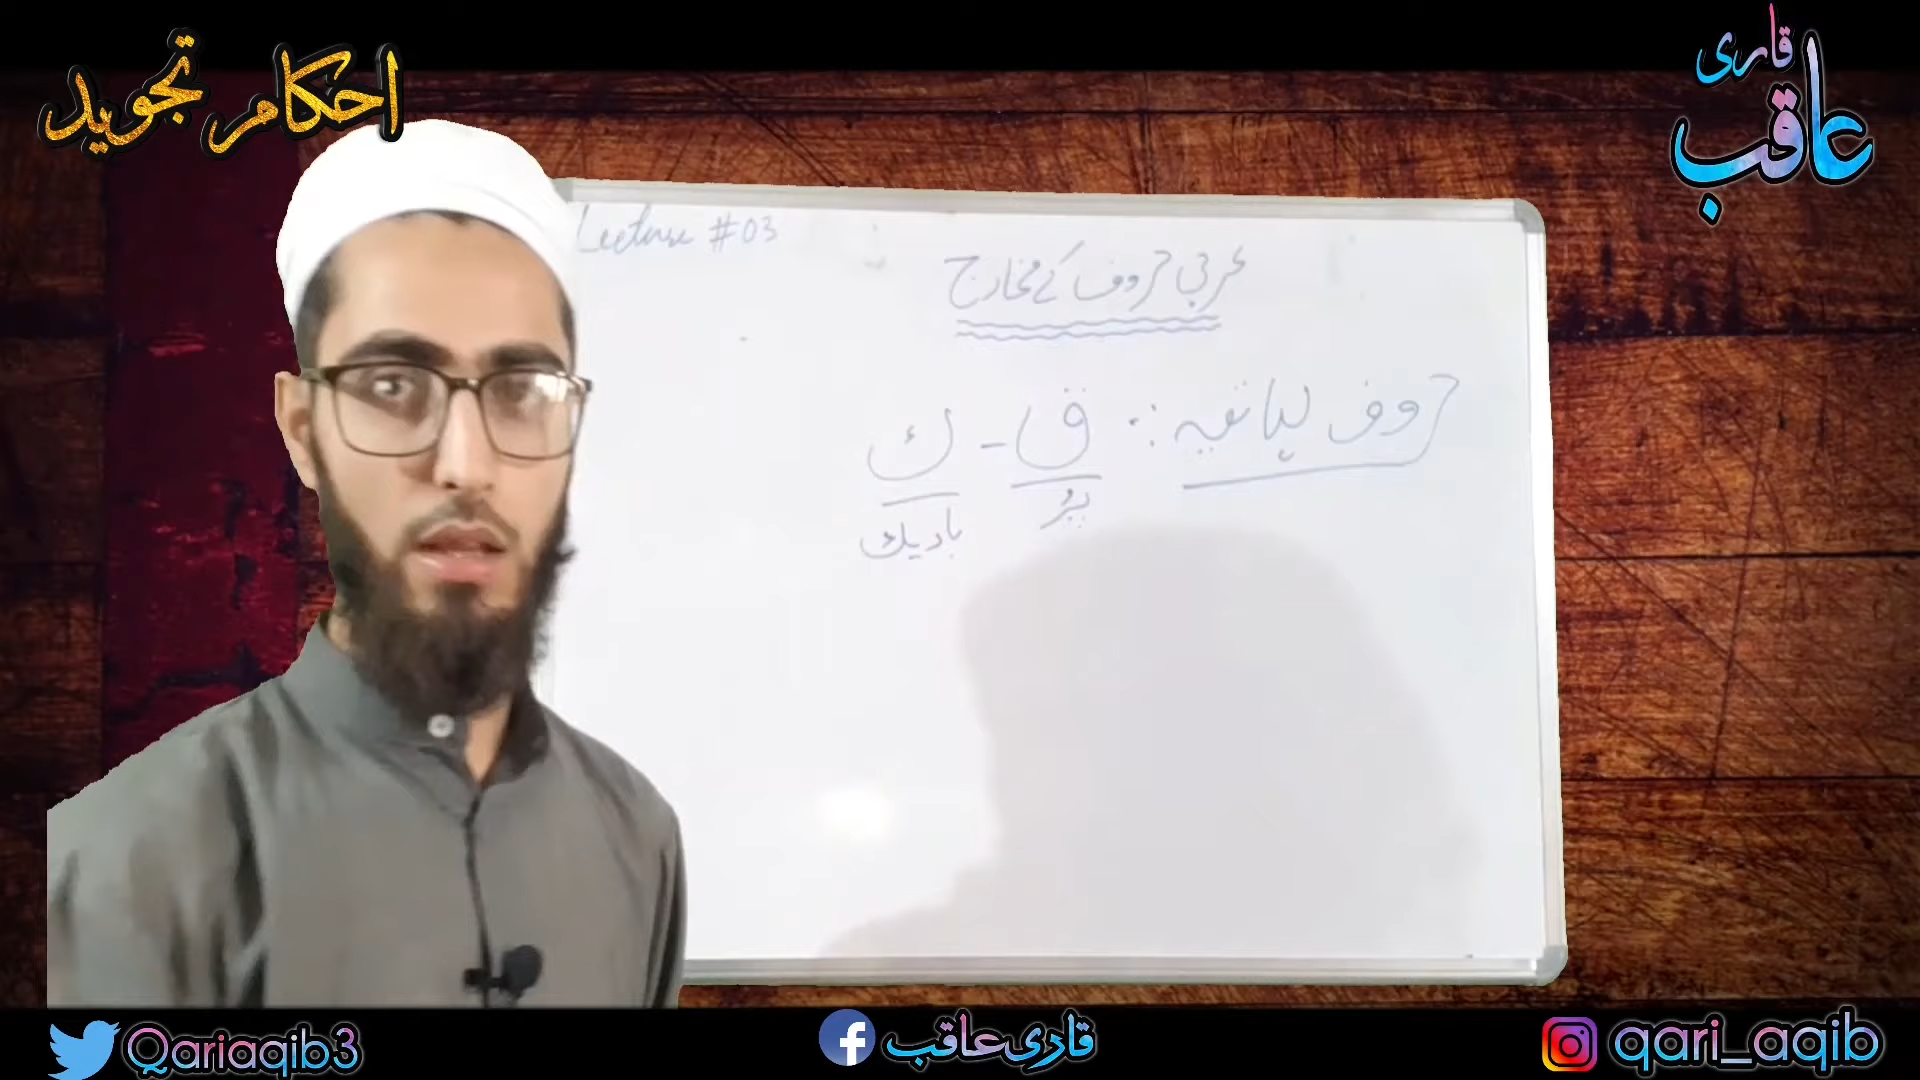 احکام تجوید
قاری
عاقب
Lecture #03
عربی حروف کے مخارج
حروف لہاتیہ :. ق - ک
پُر
باریک
Qariaqib3
قاری عاقب
qari_aqib